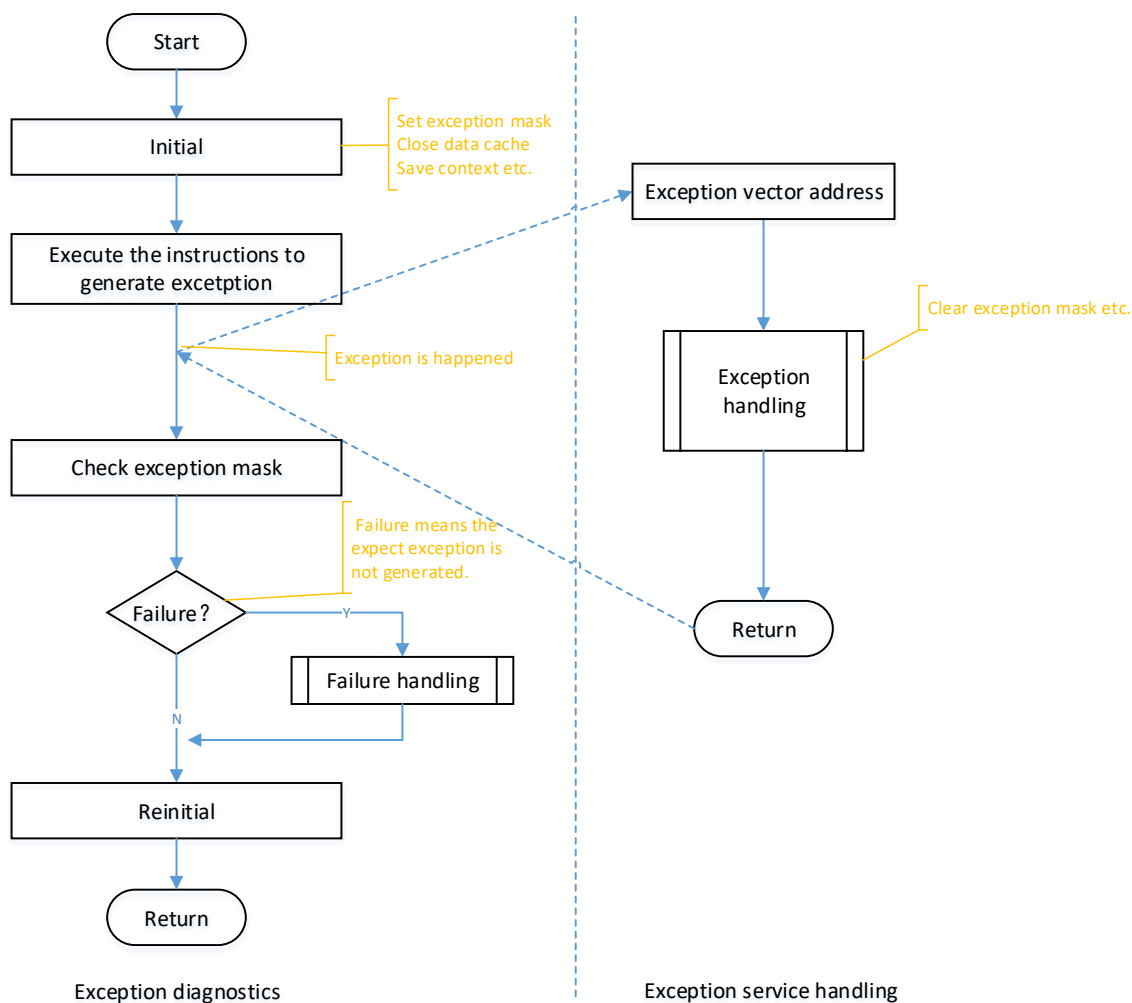 Start
Initial
Set exception mask
Close data cache
Save context etc.
Execute the instructions to
generate excetption
Exception is happened
Check exception mask
Failure means the
expect exception is
not generated.
Failure?
Y
Failure handling
N
Reinitial
Return
Exception diagnostics
Exception vector address
Clear exception mask etc.
Exception
handling
Return
Exception service handling